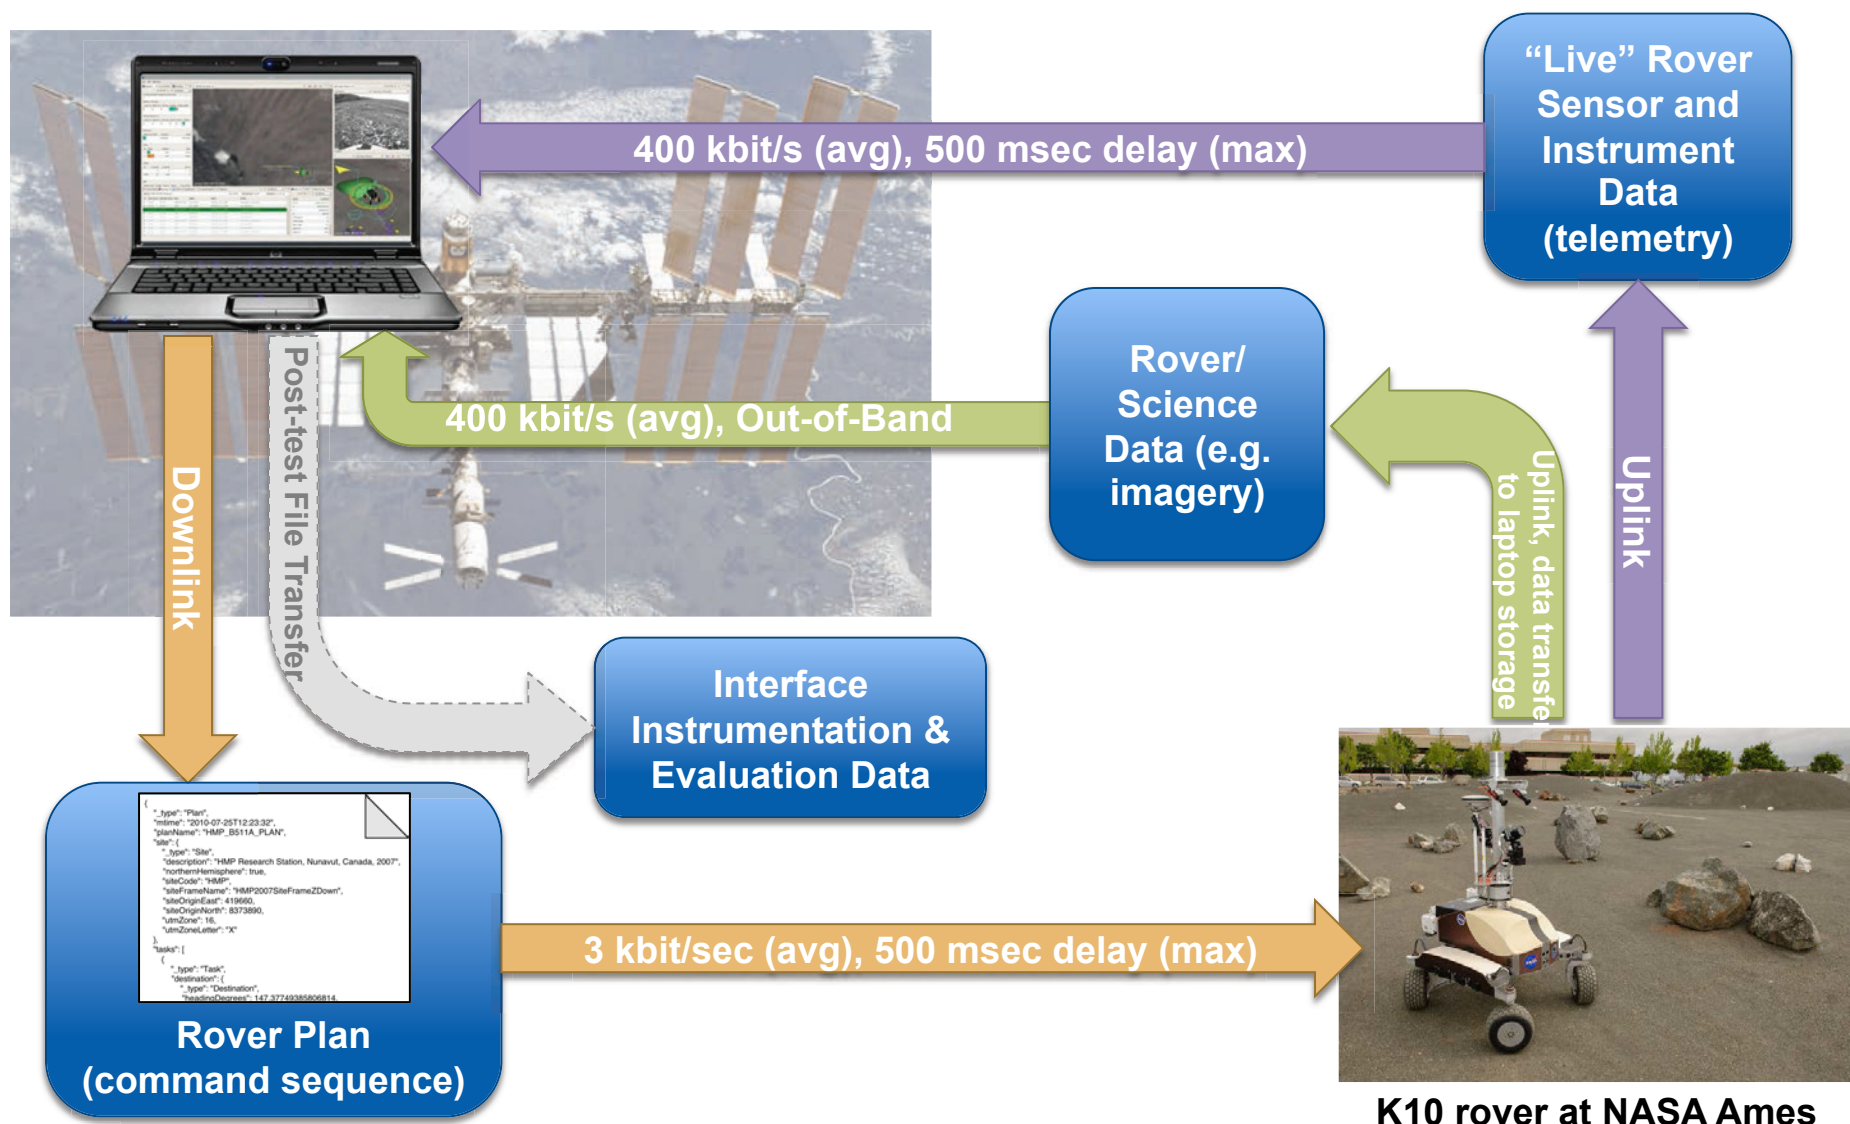 “Live” Rover
Sensor and
Instrument
Data
(telemetry)
400 kbit/s (avg), 500 msec delay (max)
Rover/
Science
Data (e.g.
imagery)
400 kbit/s (avg), Out-of-Band
Post-test File Transfer
Downlink
Uplink, data transfer
to laptop storage
Uplink
Interface
Instrumentation &
Evaluation Data
{
"_type": "Plan",
"mtime": "2010-07-25T12:23:32",
"planName": "HMP_B511A_PLAN",
"site": {
"_type": "Site",
"description": "HMP Research Station, Nunavut, Canada, 2007",
"northernHemisphere": true,
"siteCode": "HMP",
"siteFrameName": "HMP2007SiteFrameZDown",
"siteOriginEast": 419660,
"siteOriginNorth": 8373890,
"utmZone": 16,
"utmZoneLetter": "X"
},
"tasks": [
{
"_type": "Task",
"destination": {
"_type": "Destination",
"headingDegrees": 147.37749385806814,
Rover Plan
(command sequence)
3 kbit/sec (avg), 500 msec delay (max)
K10 rover at NASA Ames